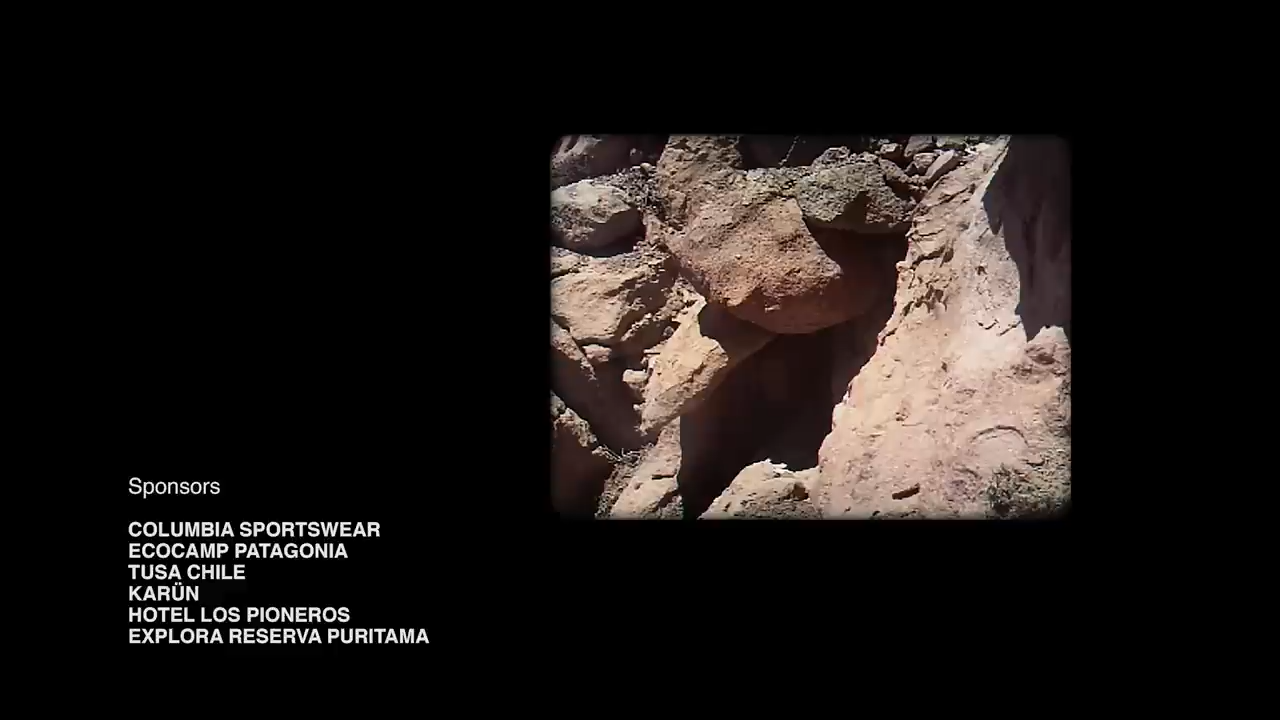 Sponsors
COLUMBIA SPORTSWEAR
ECOCAMP PATAGONIA
TUSA CHILE
KARÜN
HOTEL LOS PIONEROS
EXPLORA RESERVA PURITAMA